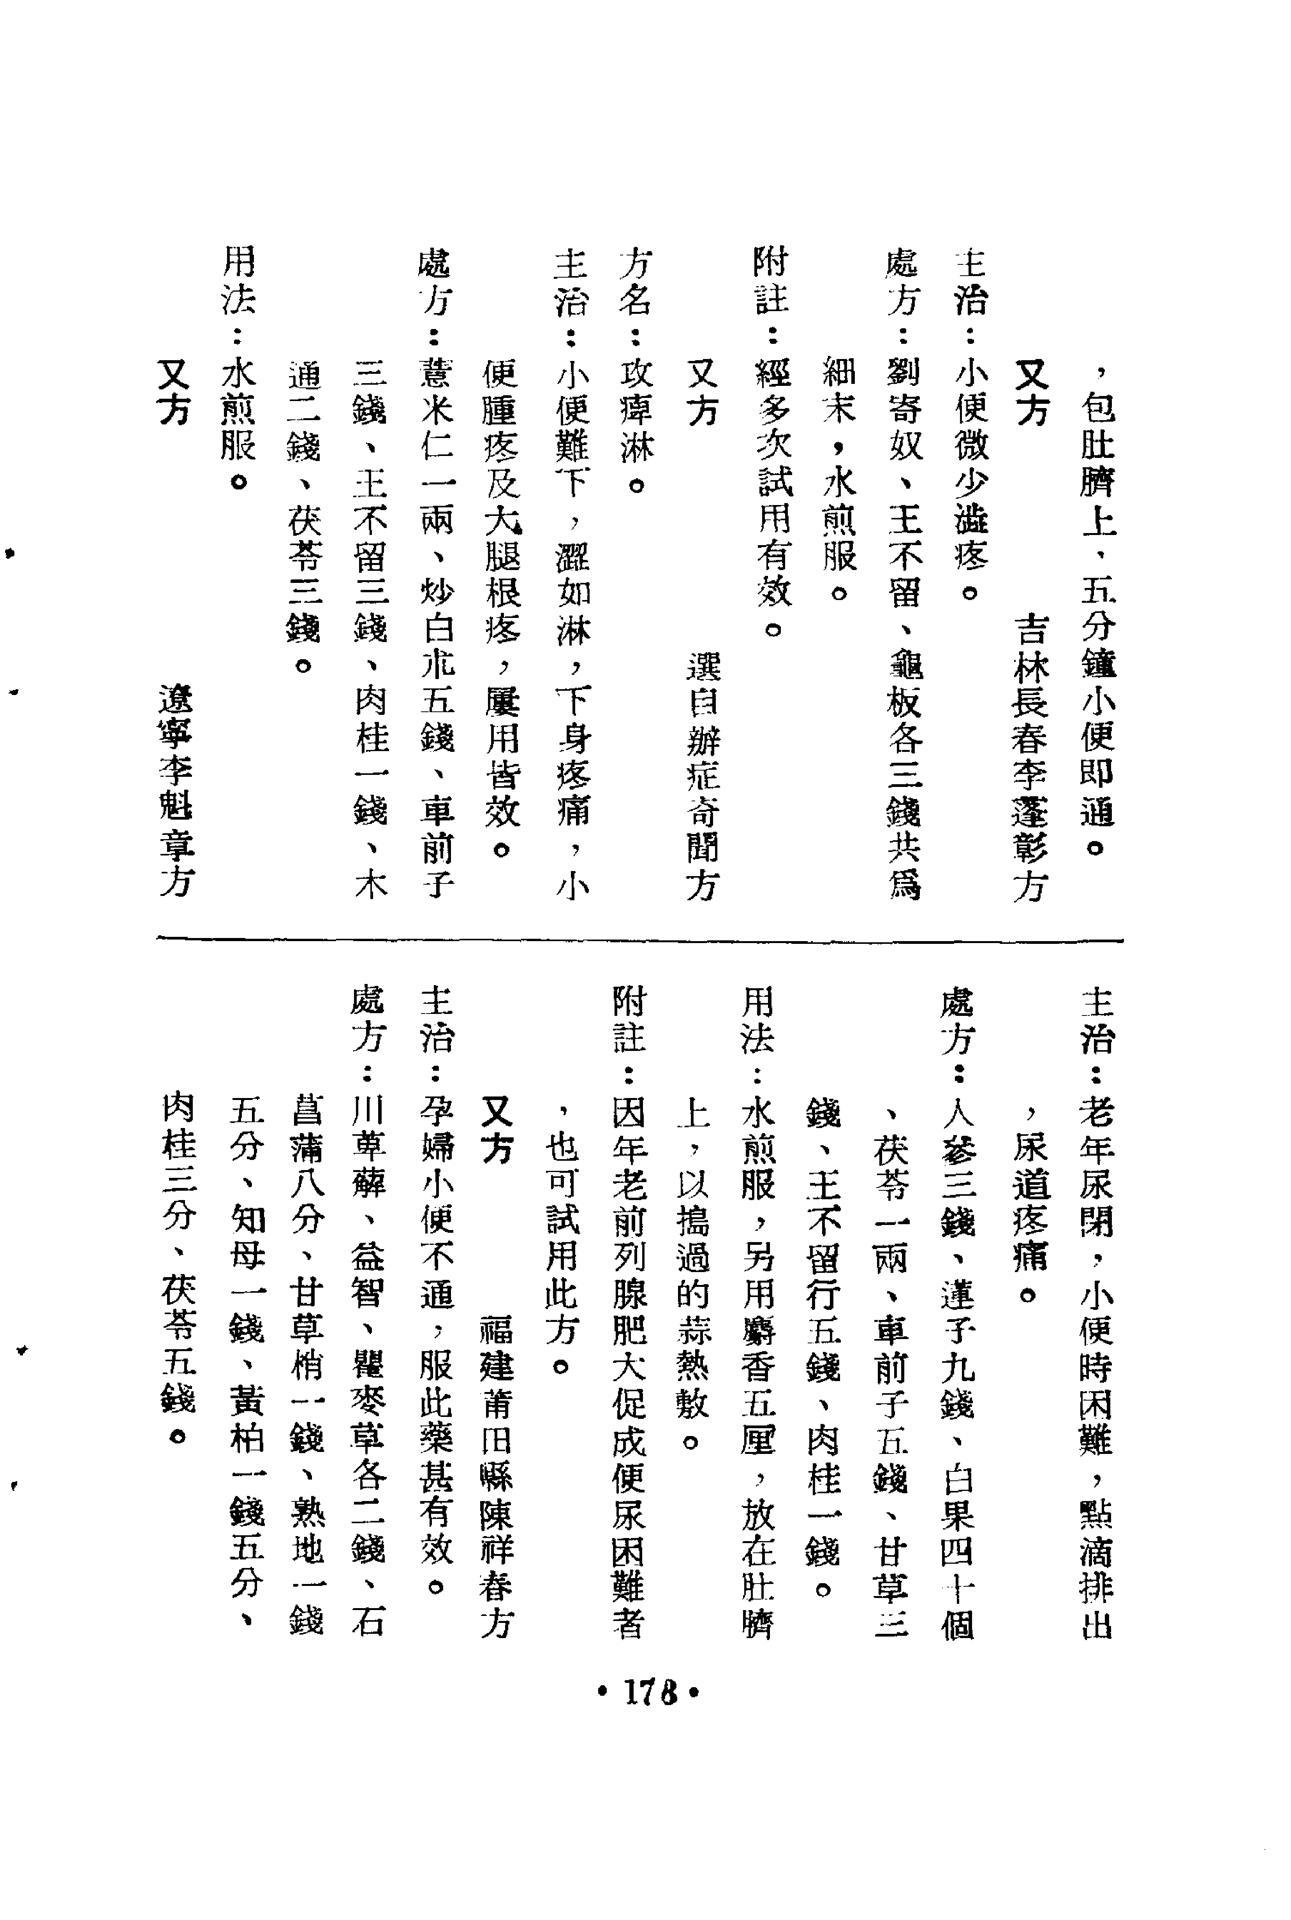 ，包肚臍上、五分鐘小便即通。
又方　吉林長春李蓬彰方
主治：小便微少澁疼。
處方：劉寄奴、王不留、龜板各三錢共爲
細末，水煎服。
附註：經多次試用有效。
又方　選自辦症奇聞方
方名：攻癉淋。
主治：小便難下，澀如淋，下身疼痛，小
便腫疼及大腿根疼，屢用皆效。
處方：薏米仁一兩、炒白朮五錢、車前子
三錢、王不留三錢、肉桂一錢、木
通二錢、茯苓三錢。
用法：水煎服。
又方　遼寧李魁章方
主治：老年尿閉，小便時困難，點滴排出
，尿道疼痛。
處方：人參三錢、蓮子九錢、白果四十個
、茯苓一兩、車前子五錢、甘草三
錢、王不留行五錢、肉桂一錢。
用法：水煎服，另用麝香五厘，放在肚臍
上，以搗過的蒜熱敷。
附註：因年老前列腺肥大促成便尿困難者
，也可試用此方。
又方　福建莆田縣陳祥春方
主治：孕婦小便不通，服此藥甚有效。
處方：川萆薢、益智、瞿麥草各二錢、石
菖蒲八分、甘草梢一錢、熟地一錢
五分、知母一錢、黃柏一錢五分、
肉桂三分、茯苓五錢。
•178•